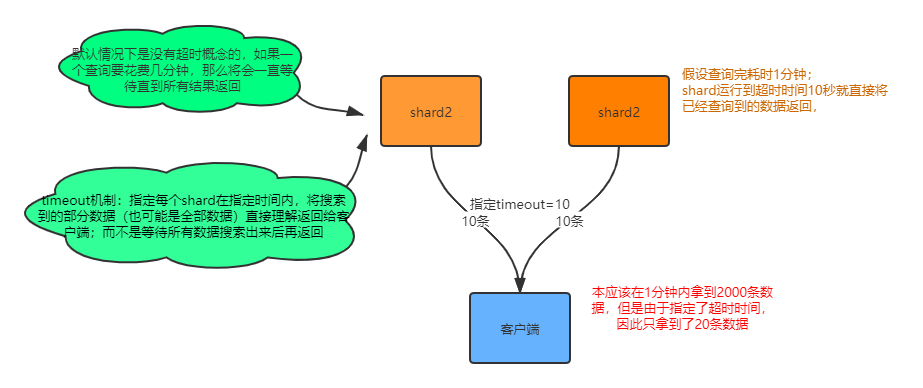 默认情况下是没有超时概念的，如果一
个查询要花费几分钟，那么将会一直等
待直到所有结果返回
shard2
shard2
假设查询完耗时1分钟；
shard运行到超时时间10秒就直接将
已经查询到的数据返回，
timeout机制：指定每个shard在指定时间内，将搜索
到的部分数据（也可能是全部数据）直接理解返回给客
户端；而不是等待所有数据搜索出来后再返回
指定timeout=10
10条
10条
客户端
本应该在1分钟内拿到2000条数
据，但是由于指定了超时时间，
因此只拿到了20条数据